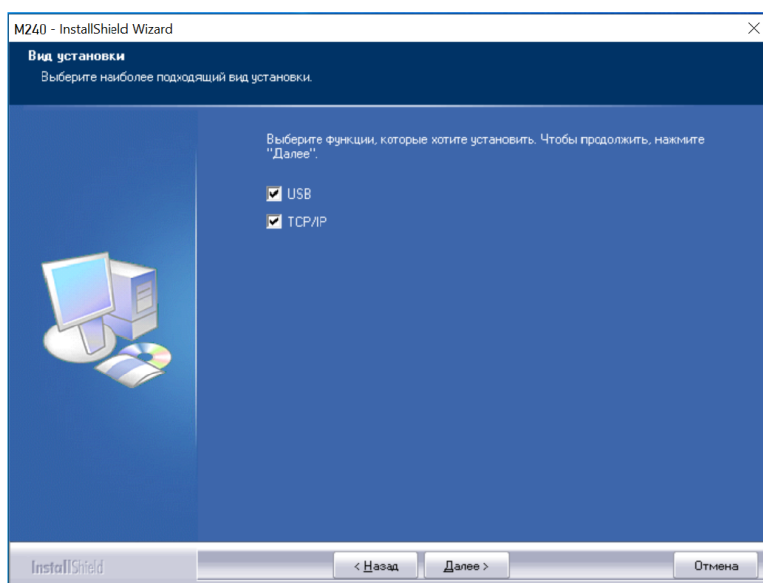 M240 - InstallShield Wizard
Вид установки
Выберите наиболее подходящий вид установки.
Выберите функции, которые хотите установить. Чтобы продолжить, нажмите
"Далее".
USB
TCP/IP
InstallShield
< Назад
Далее >
Отмена